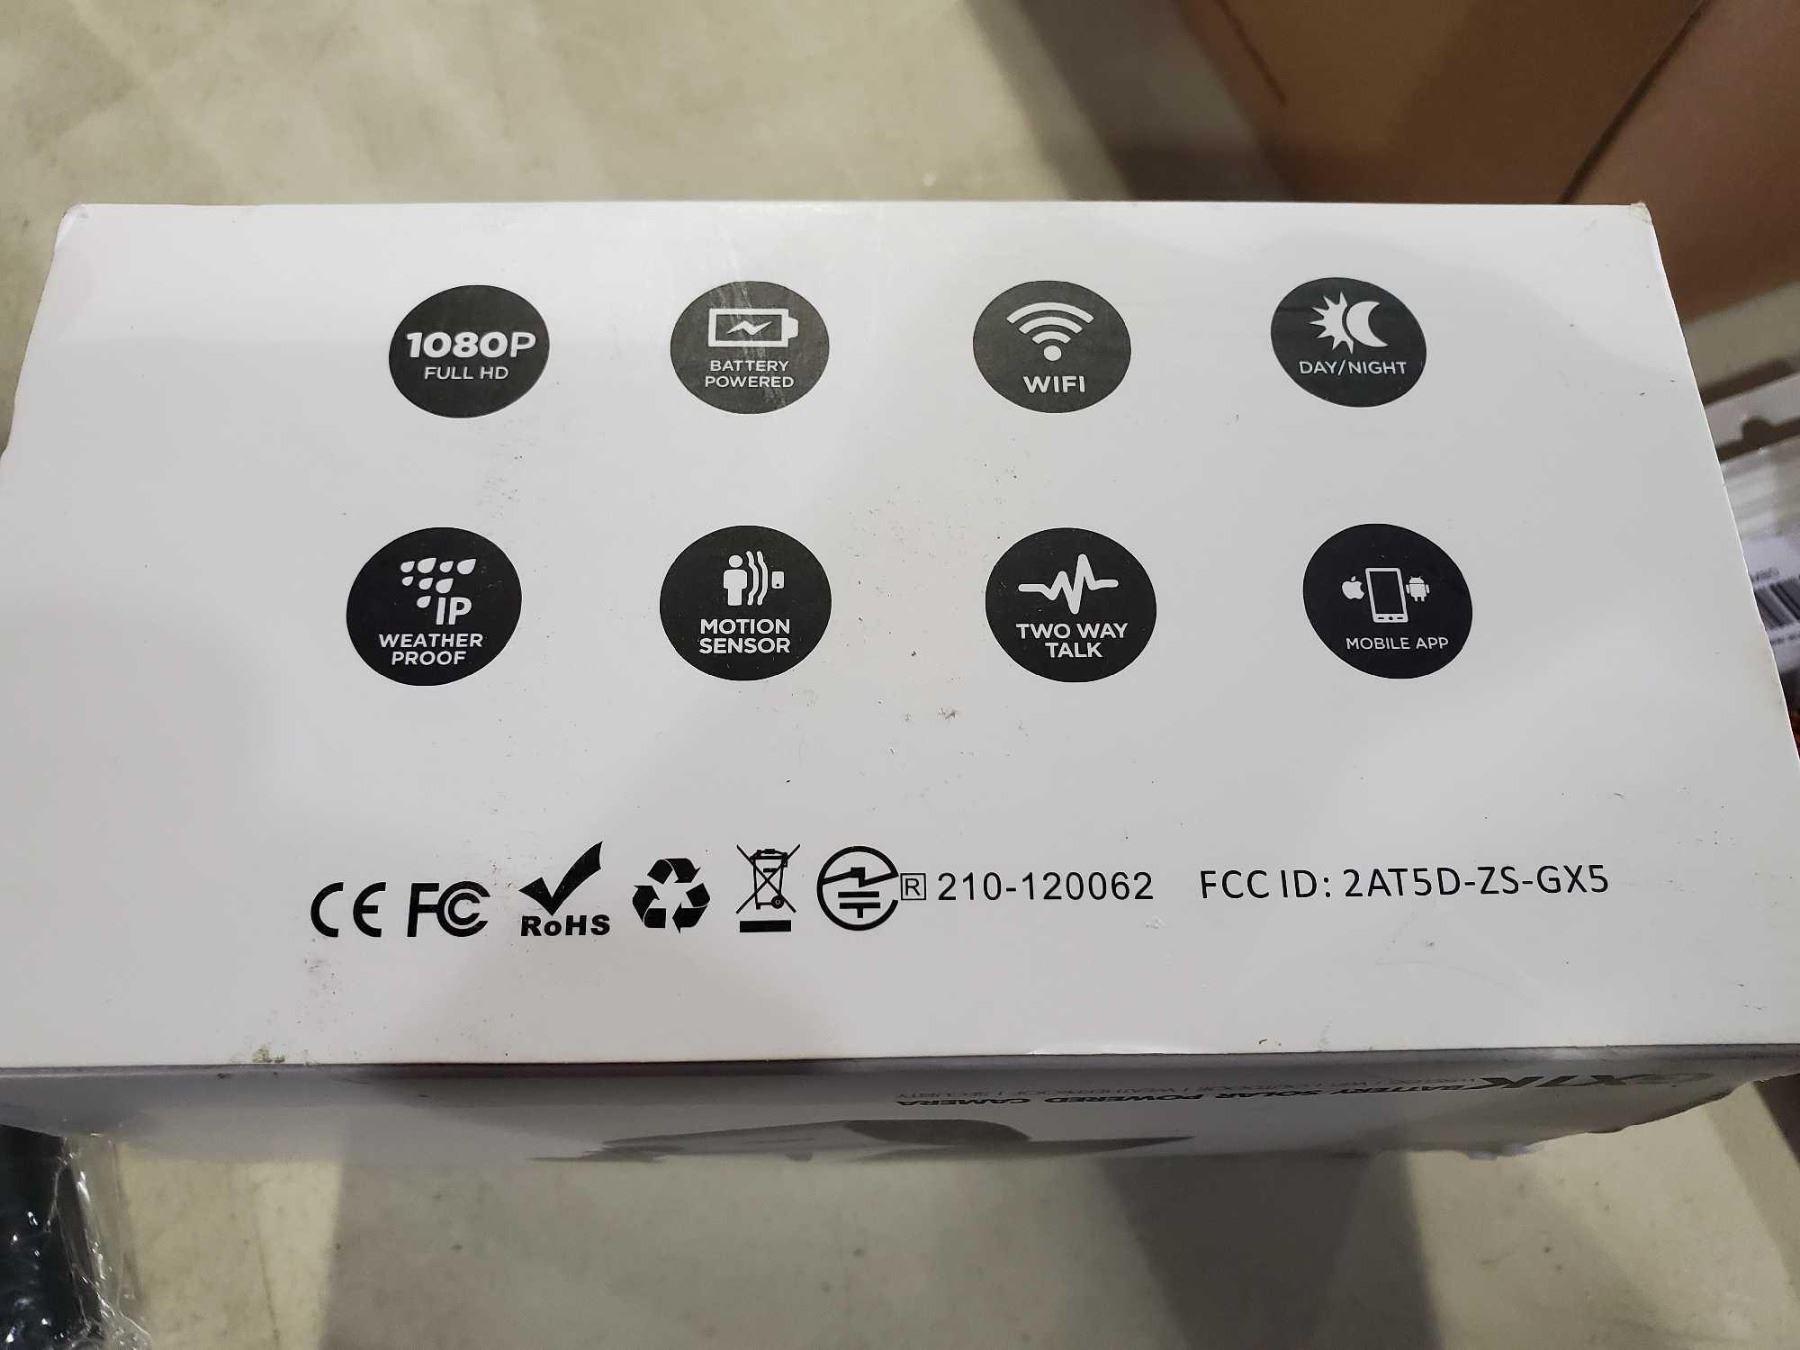 1080P
FULL HD
BATTERY
POWERED
WIFI
DAY/NIGHT
IP
WEATHER
PROOF
MOTION
SENSOR
TWO WAY
TALK
MOBILE APP
CE FC RoHS R 210-120062 FCC ID: 2AT5D-ZS-GX5
BATTERY SOLAR POWERED CAMERA